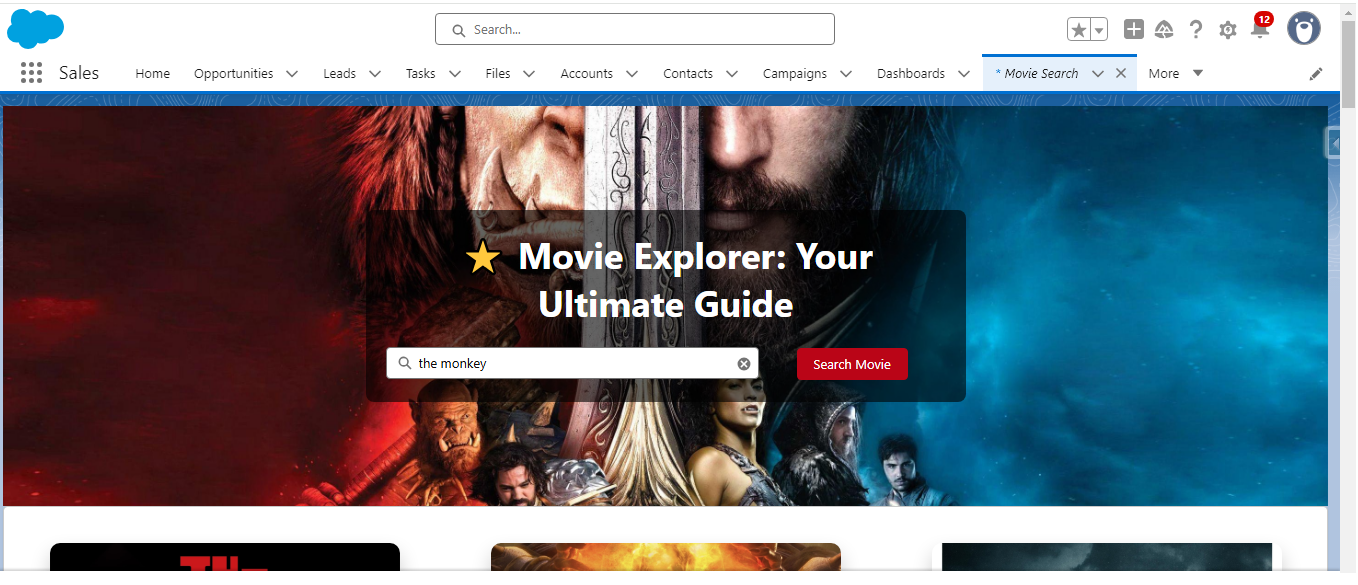 Search...
12
Sales
Home
Opportunities
Leads
Tasks
Files
Accounts
Contacts
Campaigns
Dashboards
* Movie Search
More
Movie Explorer: Your
Ultimate Guide
the monkey
Search Movie